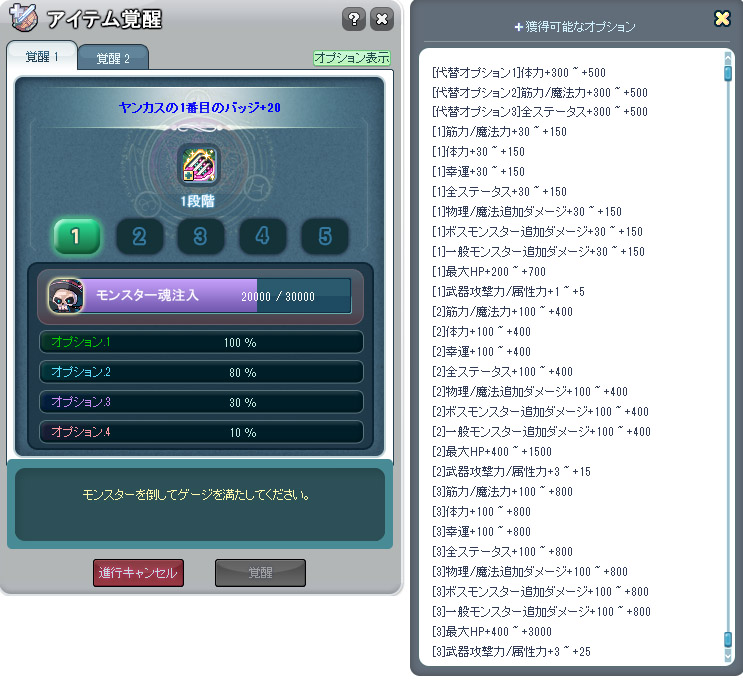 アイテム覚醒
?
覚醒 1
覚醒 2
オプション表示
ヤンカスの1番目のバッジ+20
1段階
1 2 3 4 5
モンスター魂注入 20000 / 30000
オプション.1 100 %
オプション.2 80 %
オプション.3 30 %
オプション.4 10 %
モンスターを倒してゲージを満たしてください。
進行キャンセル
覚醒
+獲得可能なオプション
[代替オプション1]体力+300 ~ +500
[代替オプション2]筋力/魔法力+300 ~ +500
[代替オプション3]全ステータス+300 ~ +500
[1]筋力/魔法力+30 ~ +150
[1]体力+30 ~ +150
[1]幸運+30 ~ +150
[1]全ステータス+30 ~ +150
[1]物理/魔法追加ダメージ+30 ~ +150
[1]ボスモンスター追加ダメージ+30 ~ +150
[1]一般モンスター追加ダメージ+30 ~ +150
[1]最大HP+200 ~ +700
[1]武器攻撃力/属性力+1 ~ +5
[2]筋力/魔法力+100 ~ +400
[2]体力+100 ~ +400
[2]幸運+100 ~ +400
[2]全ステータス+100 ~ +400
[2]物理/魔法追加ダメージ+100 ~ +400
[2]ボスモンスター追加ダメージ+100 ~ +400
[2]一般モンスター追加ダメージ+100 ~ +400
[2]最大HP+400 ~ +1500
[2]武器攻撃力/属性力+3 ~ +15
[3]筋力/魔法力+100 ~ +800
[3]体力+100 ~ +800
[3]幸運+100 ~ +800
[3]全ステータス+100 ~ +800
[3]物理/魔法追加ダメージ+100 ~ +800
[3]ボスモンスター追加ダメージ+100 ~ +800
[3]一般モンスター追加ダメージ+100 ~ +800
[3]最大HP+400 ~ +3000
[3]武器攻撃力/属性力+3 ~ +25